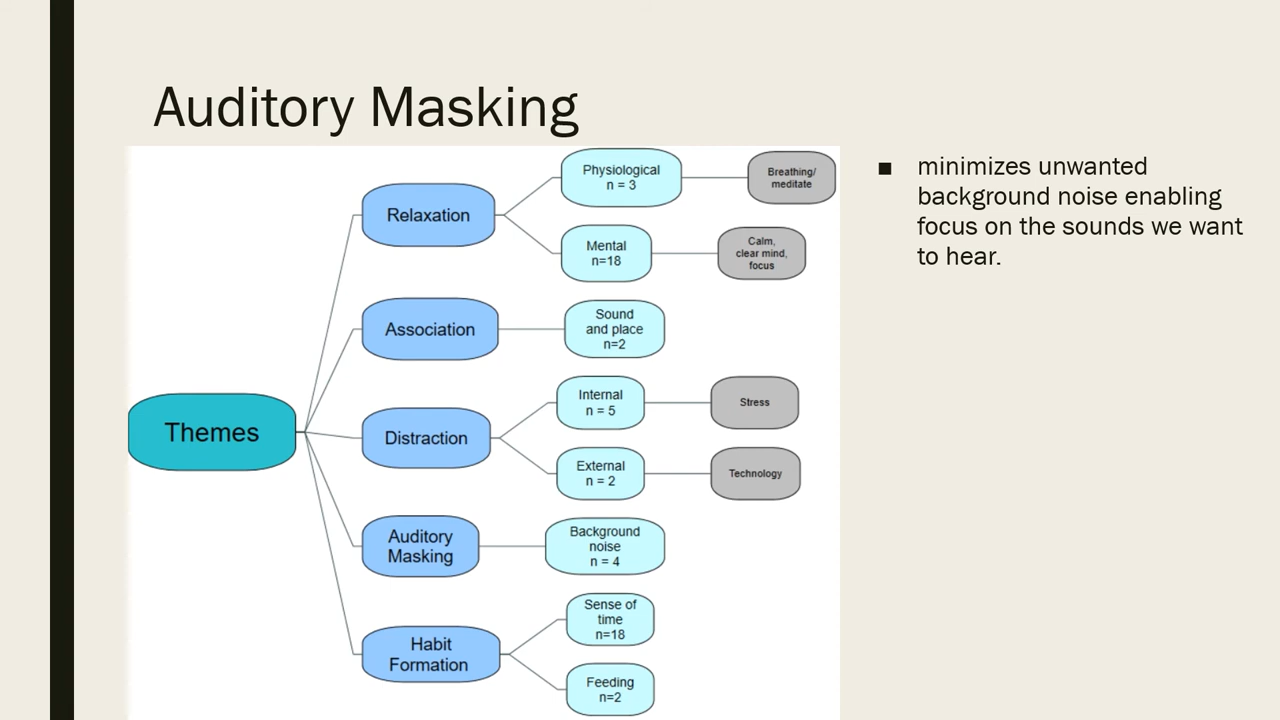 Auditory Masking
Themes
Relaxation
Physiological
n = 3
Breathing/
meditate
Mental
n=18
Calm,
clear mind,
focus
Association
Sound
and place
n=2
Distraction
Internal
n = 5
Stress
External
n = 2
Technology
Auditory
Masking
Background
noise
n = 4
Habit
Formation
Sense of
time
n=18
Feeding
n=2
■ minimizes unwanted
background noise enabling
focus on the sounds we want
to hear.